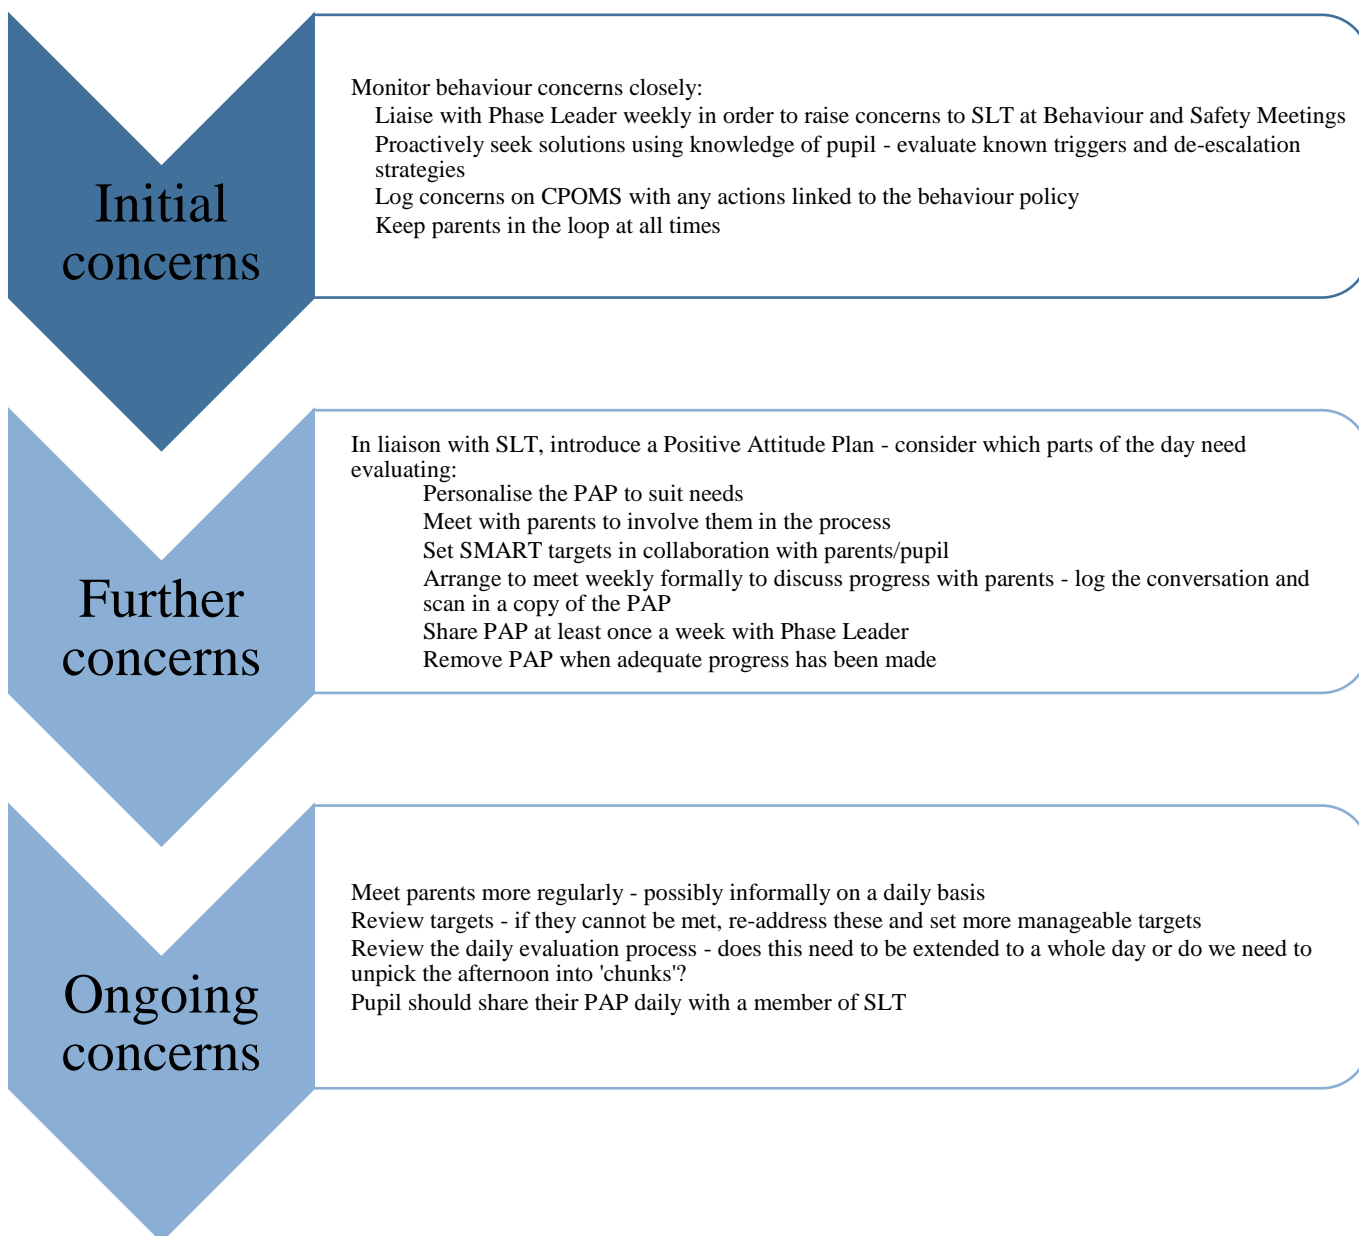 Initial
concerns
Monitor behaviour concerns closely:
Liaise with Phase Leader weekly in order to raise concerns to SLT at Behaviour and Safety Meetings
Proactively seek solutions using knowledge of pupil - evaluate known triggers and de-escalation
strategies
Log concerns on CPOMS with any actions linked to the behaviour policy
Keep parents in the loop at all times
Further
concerns
In liaison with SLT, introduce a Positive Attitude Plan - consider which parts of the day need
evaluating:
Personalise the PAP to suit needs
Meet with parents to involve them in the process
Set SMART targets in collaboration with parents/pupil
Arrange to meet weekly formally to discuss progress with parents - log the conversation and
scan in a copy of the PAP
Share PAP at least once a week with Phase Leader
Remove PAP when adequate progress has been made
Ongoing
concerns
Meet parents more regularly - possibly informally on a daily basis
Review targets - if they cannot be met, re-address these and set more manageable targets
Review the daily evaluation process - does this need to be extended to a whole day or do we need to
unpick the afternoon into 'chunks'?
Pupil should share their PAP daily with a member of SLT